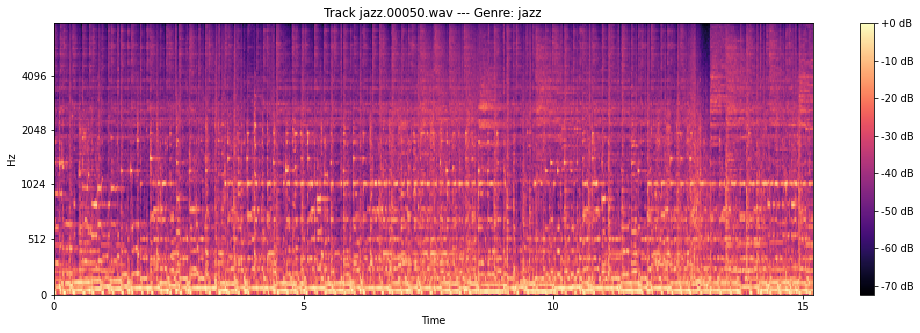 Track jazz.00050.wav --- Genre: jazz
Hz
4096
2048
1024
512
0
0
5
10
15
Time
+0 dB
-10 dB
-20 dB
-30 dB
-40 dB
-50 dB
-60 dB
-70 dB